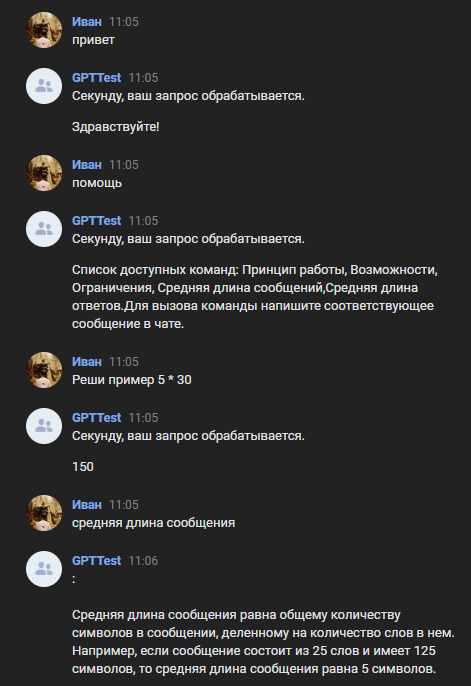 Иван 11:05
привет
GPTTest 11:05
Секунду, ваш запрос обрабатывается.
Здравствуйте!
Иван 11:05
помощь
GPTTest 11:05
Секунду, ваш запрос обрабатывается.
Список доступных команд: Принцип работы, Возможности,
Ограничения, Средняя длина сообщений,Средняя длина
ответов.Для вызова команды напишите соответствующее
сообщение в чате.
Иван 11:05
Реши пример 5 * 30
GPTTest 11:05
Секунду, ваш запрос обрабатывается.
150
Иван 11:05
средняя длина сообщения
GPTTest 11:06
:
Средняя длина сообщения равна общему количеству
символов в сообщении, деленному на количество слов в нем.
Например, если сообщение состоит из 25 слов и имеет 125
символов, то средняя длина сообщения равна 5 символов.